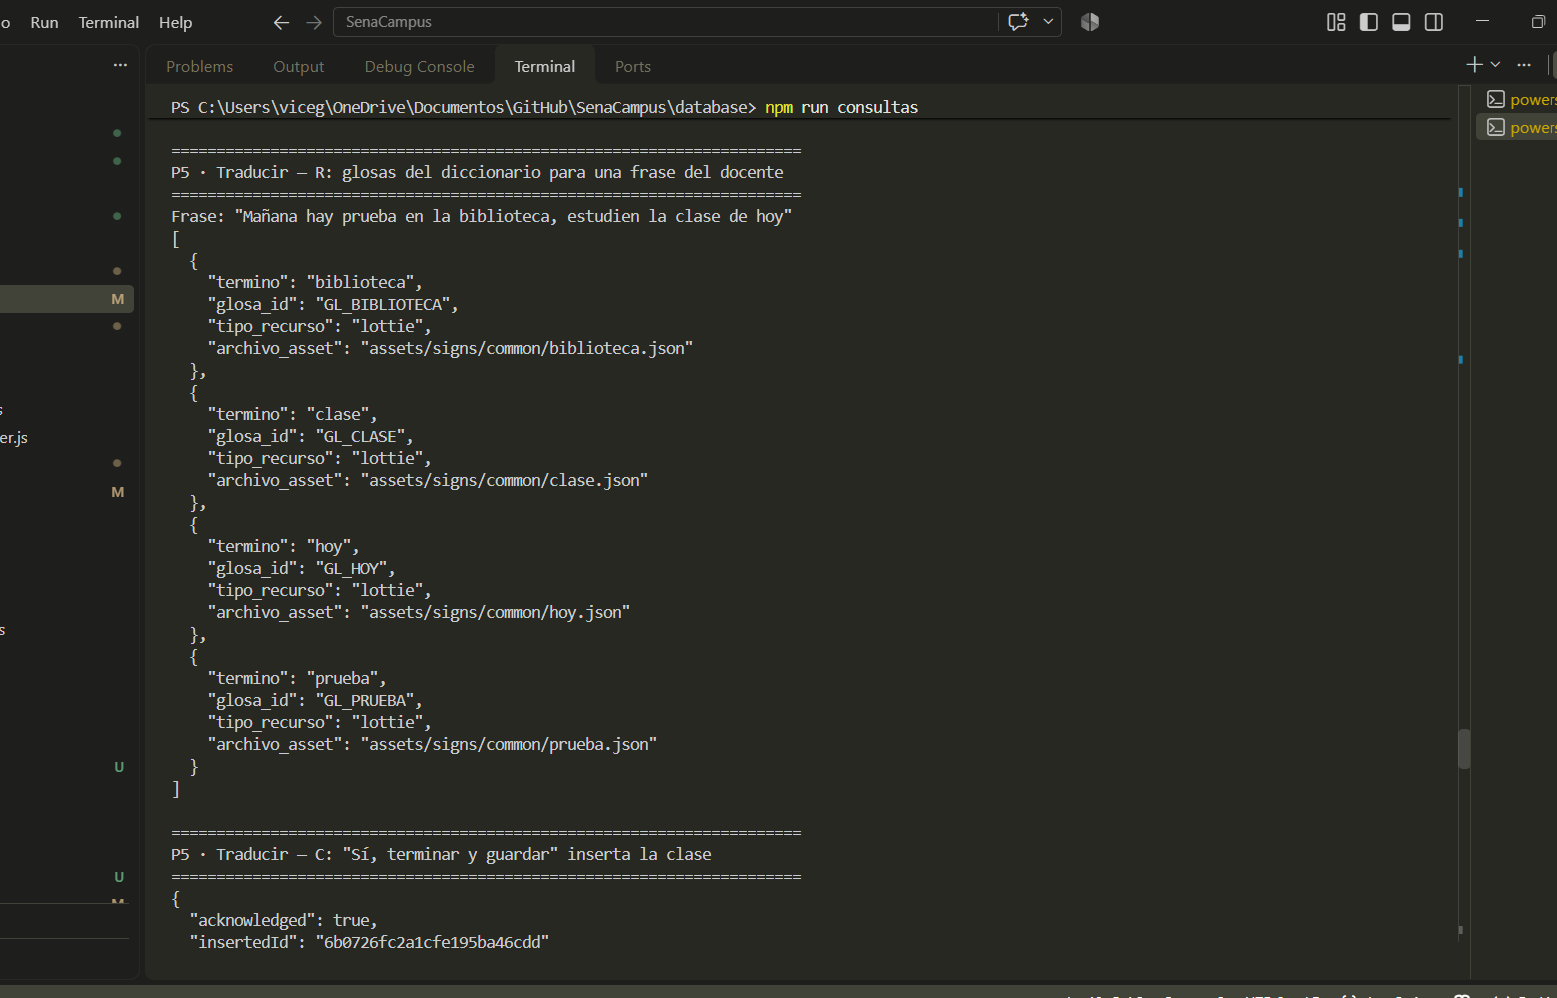 Run Terminal Help
SenaCampus
Problems Output Debug Console Terminal Ports
PS C:\Users\viceg\OneDrive\Documentos\GitHub\SenaCampus\database> npm run consultas
======================================================================
P5 · Traducir — R: glosas del diccionario para una frase del docente
======================================================================
Frase: "Mañana hay prueba en la biblioteca, estudien la clase de hoy"
[
{
"termino": "biblioteca",
"glosa_id": "GL_BIBLIOTECA",
"tipo_recurso": "lottie",
"archivo_asset": "assets/signs/common/biblioteca.json"
},
{
"termino": "clase",
"glosa_id": "GL_CLASE",
"tipo_recurso": "lottie",
"archivo_asset": "assets/signs/common/clase.json"
},
{
"termino": "hoy",
"glosa_id": "GL_HOY",
"tipo_recurso": "lottie",
"archivo_asset": "assets/signs/common/hoy.json"
},
{
"termino": "prueba",
"glosa_id": "GL_PRUEBA",
"tipo_recurso": "lottie",
"archivo_asset": "assets/signs/common/prueba.json"
}
]
======================================================================
P5 · Traducir — C: "Sí, terminar y guardar" inserta la clase
======================================================================
{
"acknowledged": true,
"insertedId": "6b0726fc2a1cfe195ba46cdd"
M
er.js
M
s
U
U
powers
powers